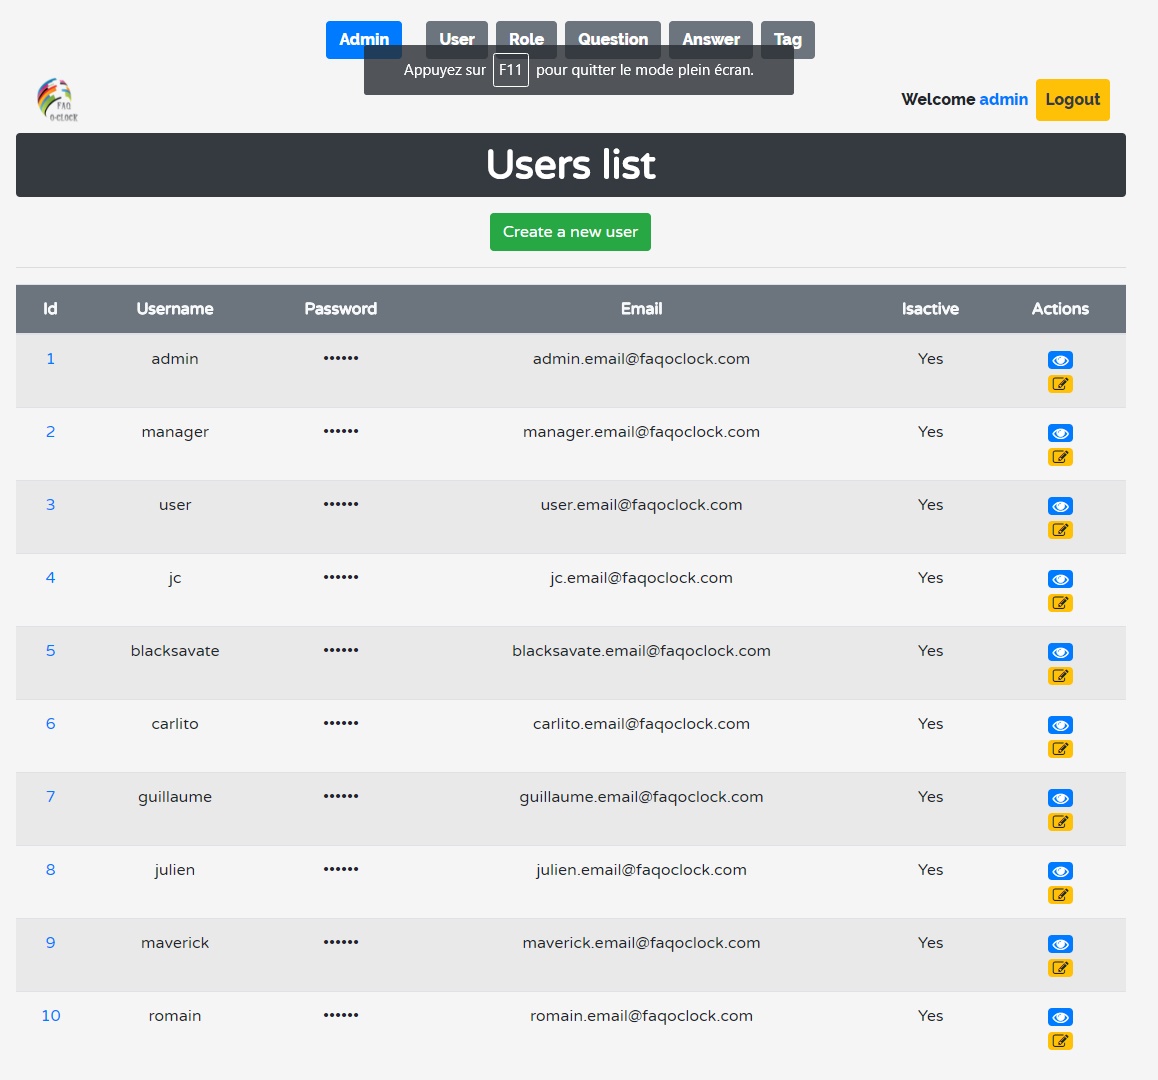 Admin User Role Question Answer Tag
Appuyez sur F11 pour quitter le mode plein écran.
FAQ
O-CLOCK
Welcome admin Logout
Users list
Create a new user
Id Username Password Email Isactive Actions
1 admin •••••• admin.email@faqoclock.com Yes
2 manager •••••• manager.email@faqoclock.com Yes
3 user •••••• user.email@faqoclock.com Yes
4 jc •••••• jc.email@faqoclock.com Yes
5 blacksavate •••••• blacksavate.email@faqoclock.com Yes
6 carlito •••••• carlito.email@faqoclock.com Yes
7 guillaume •••••• guillaume.email@faqoclock.com Yes
8 julien •••••• julien.email@faqoclock.com Yes
9 maverick •••••• maverick.email@faqoclock.com Yes
10 romain •••••• romain.email@faqoclock.com Yes